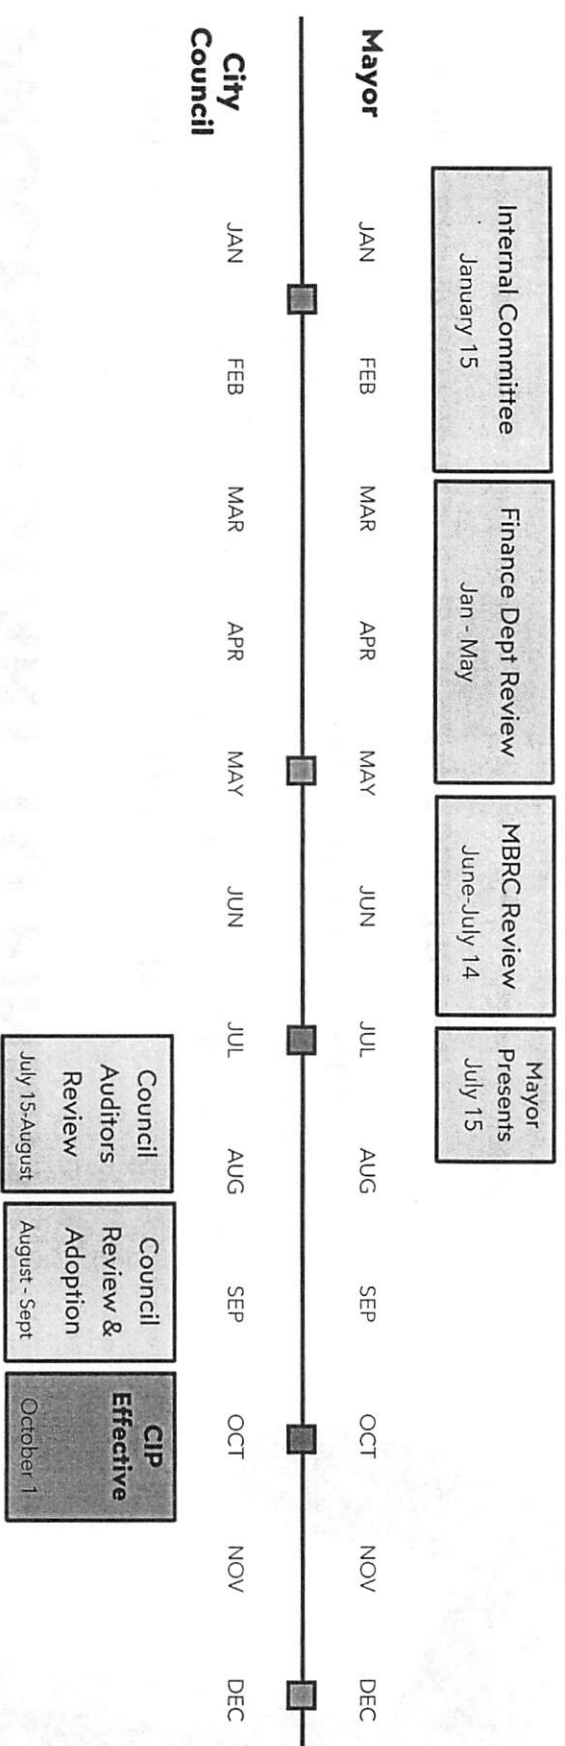 Internal Committee
January 15
Finance Dept Review
Jan - May
MBRC Review
June-July 14
Mayor
Presents
July 15
Mayor
JAN
FEB
MAR
APR
MAY
JUN
JUL
AUG
SEP
OCT
NOV
DEC
City
Council
JAN
FEB
MAR
APR
MAY
JUN
JUL
AUG
SEP
OCT
NOV
DEC
Council
Auditors
Review
July 15-August
Council
Review &
Adoption
August - Sept
CIP
Effective
October 1